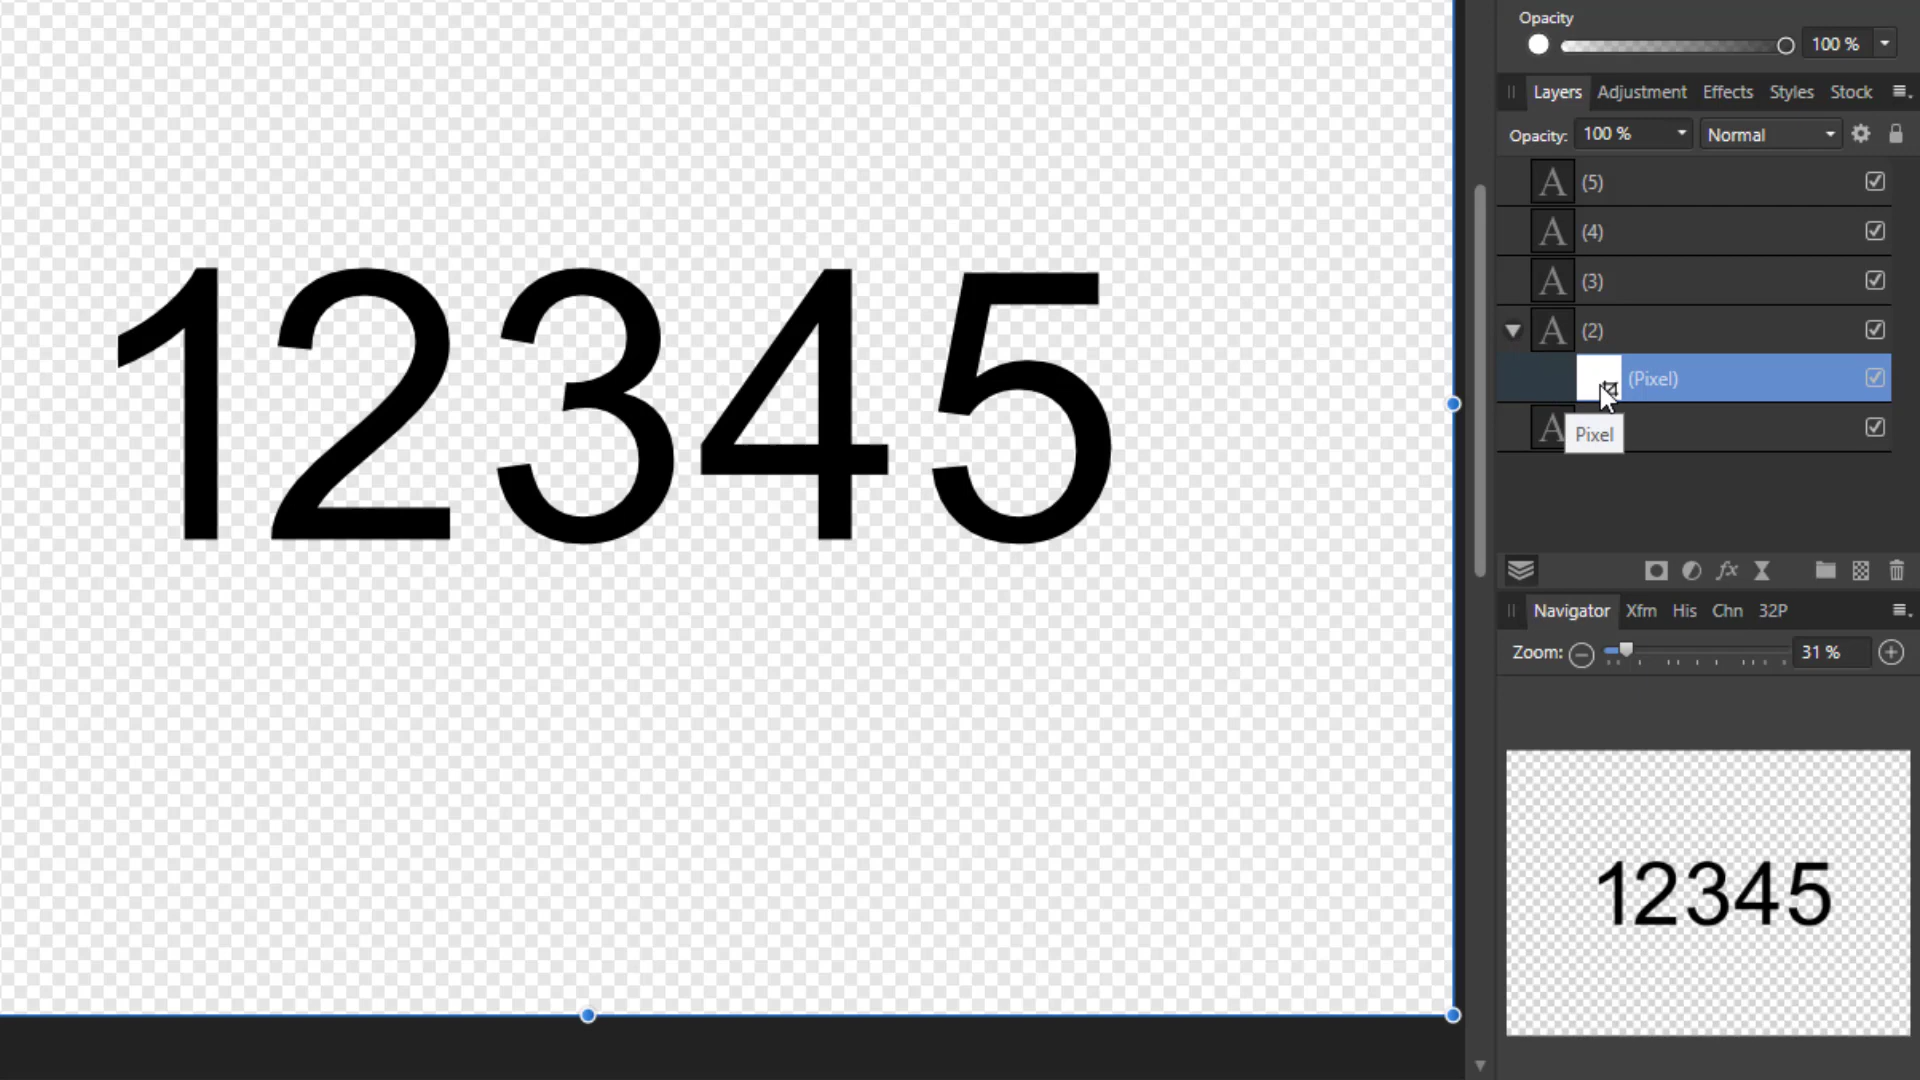 12345
Opacity
100 %
Layers Adjustment Effects Styles Stock
Opacity: 100 % Normal
A (5)
A (4)
A (3)
A (2)
(Pixel)
A
Pixel
fx
Navigator Xfm His Chn 32P
Zoom: 31 %
12345